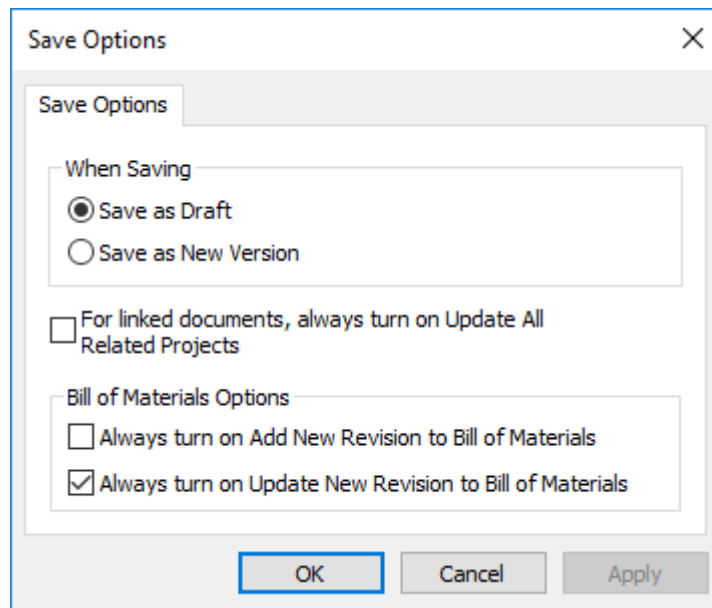 Save Options
Save Options
When Saving
Save as Draft
Save as New Version
For linked documents, always turn on Update All
Related Projects
Bill of Materials Options
Always turn on Add New Revision to Bill of Materials
Always turn on Update New Revision to Bill of Materials
OK Cancel Apply